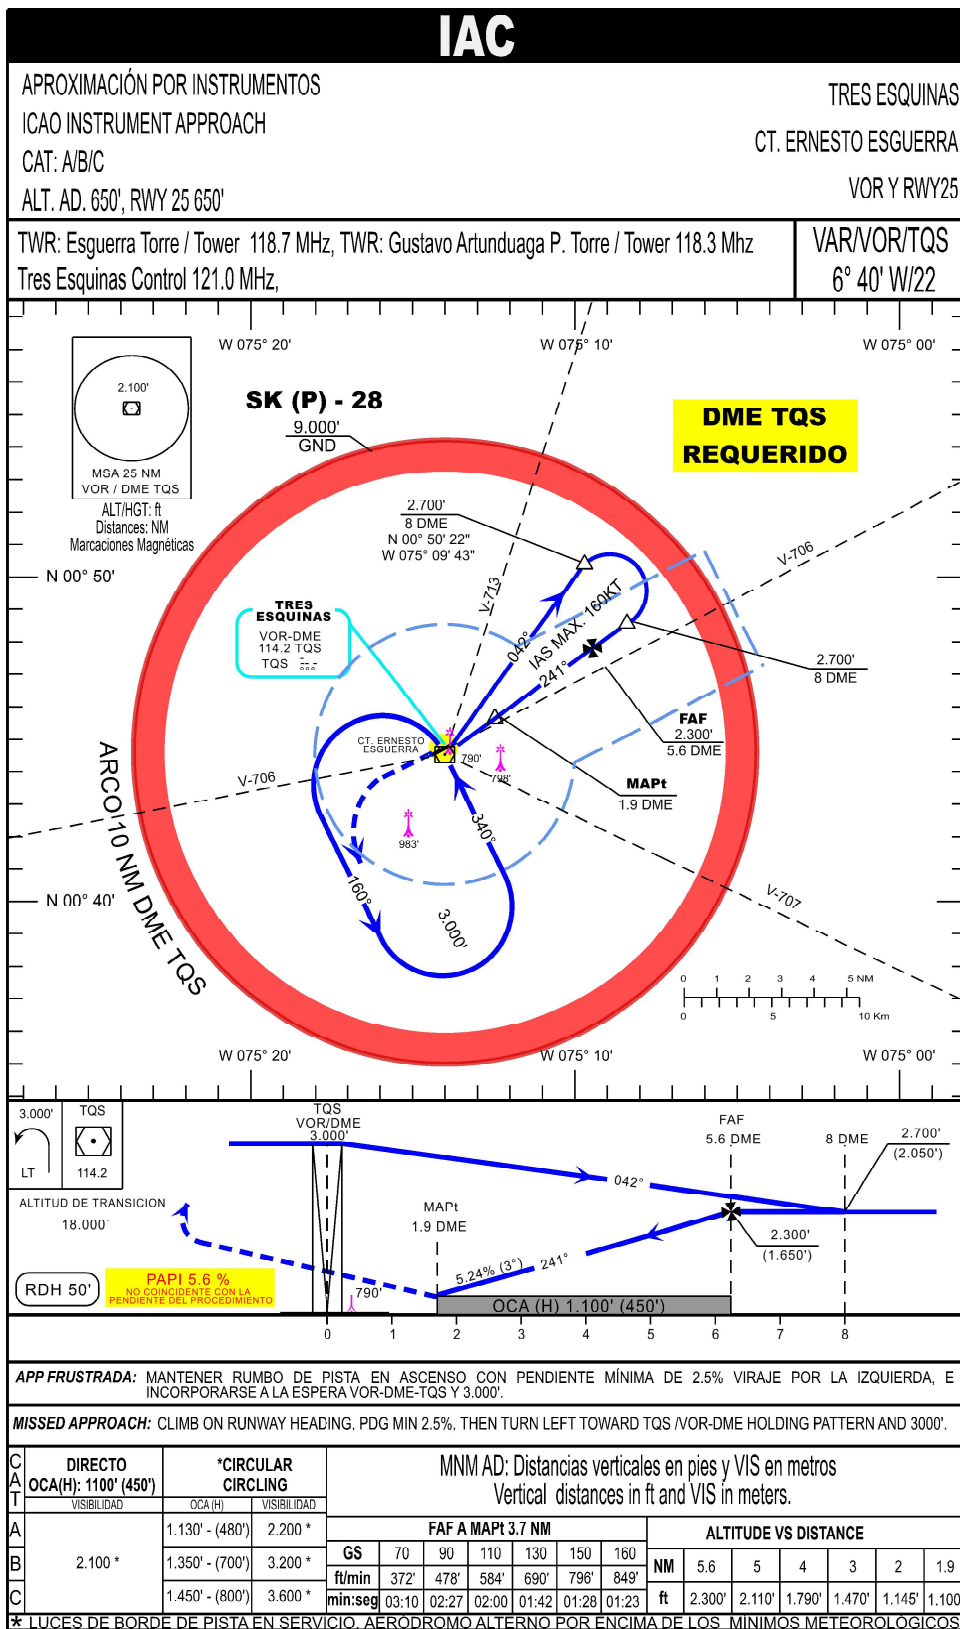 IAC
APROXIMACIÓN POR INSTRUMENTOS
ICAO INSTRUMENT APPROACH
CAT: A/B/C
ALT. AD. 650', RWY 25 650'
TRES ESQUINAS
CT. ERNESTO ESGUERRA
VOR Y RWY25
TWR: Esguerra Torre / Tower 118.7 MHz, TWR: Gustavo Artunduaga P. Torre / Tower 118.3 Mhz
Tres Esquinas Control 121.0 MHz,
VAR/VOR/TQS
6° 40' W/22
W 075° 20'
W 075° 10'
W 075° 00'
2.100'
MSA 25 NM
VOR / DME TQS
ALT/HGT: ft
Distances: NM
Marcaciones Magnéticas
SK (P) - 28
9.000'
GND
DME TQS
REQUERIDO
2.700'
8 DME
N 00° 50' 22"
W 075° 09' 43"
V-706
N 00° 50'
V-713
TRES
ESQUINAS
VOR-DME
114.2 TQS
TQS
042°
IAS MAX. 160KT
241°
2.700'
8 DME
FAF
2.300'
5.6 DME
CT. ERNESTO
ESGUERRA
790'
798'
MAPt
1.9 DME
V-706
983'
340°
160°
3.000'
V-707
N 00° 40'
ARCO 10 NM DME TQS
0 1 2 3 4 5 NM
0 5 10 Km
W 075° 20'
W 075° 10'
W 075° 00'
3.000'
LT
TQS
114.2
TQS
VOR/DME
3.000'
FAF
5.6 DME
8 DME
2.700'
(2.050')
042°
ALTITUD DE TRANSICION
18.000'
MAPt
1.9 DME
2.300'
(1.650')
5.24% (3°)
241°
RDH 50'
PAPI 5.6 %
NO COINCIDENTE CON LA
PENDIENTE DEL PROCEDIMIENTO
790'
OCA (H) 1.100' (450')
0 1 2 3 4 5 6 7 8
APP FRUSTRADA: MANTENER RUMBO DE PISTA EN ASCENSO CON PENDIENTE MÍNIMA DE 2.5% VIRAJE POR LA IZQUIERDA, E
INCORPORARSE A LA ESPERA VOR-DME-TQS Y 3.000'.
MISSED APPROACH: CLIMB ON RUNWAY HEADING, PDG MIN 2.5%, THEN TURN LEFT TOWARD TQS /VOR-DME HOLDING PATTERN AND 3000'.
CAT
DIRECTO
OCA(H): 1100' (450')
VISIBILIDAD
*CIRCULAR
CIRCLING
OCA (H) VISIBILIDAD
A 1.130' - (480') 2.200 *
B 2.100 * 1.350' - (700') 3.200 *
C 1.450' - (800') 3.600 *
MNM AD: Distancias verticales en pies y VIS en metros
Vertical distances in ft and VIS in meters.
FAF A MAPt 3.7 NM
GS 70 90 110 130 150 160
ft/min 372' 478' 584' 690' 796' 849'
min:seg 03:10 02:27 02:00 01:42 01:28 01:23
ALTITUDE VS DISTANCE
NM 5.6 5 4 3 2 1.9
ft 2.300' 2.110' 1.790' 1.470' 1.145' 1.100
* LUCES DE BORDE DE PISTA EN SERVICIO. AERÓDROMO ALTERNO POR ENCIMA DE LOS MÍNIMOS METEOROLÓGICOS